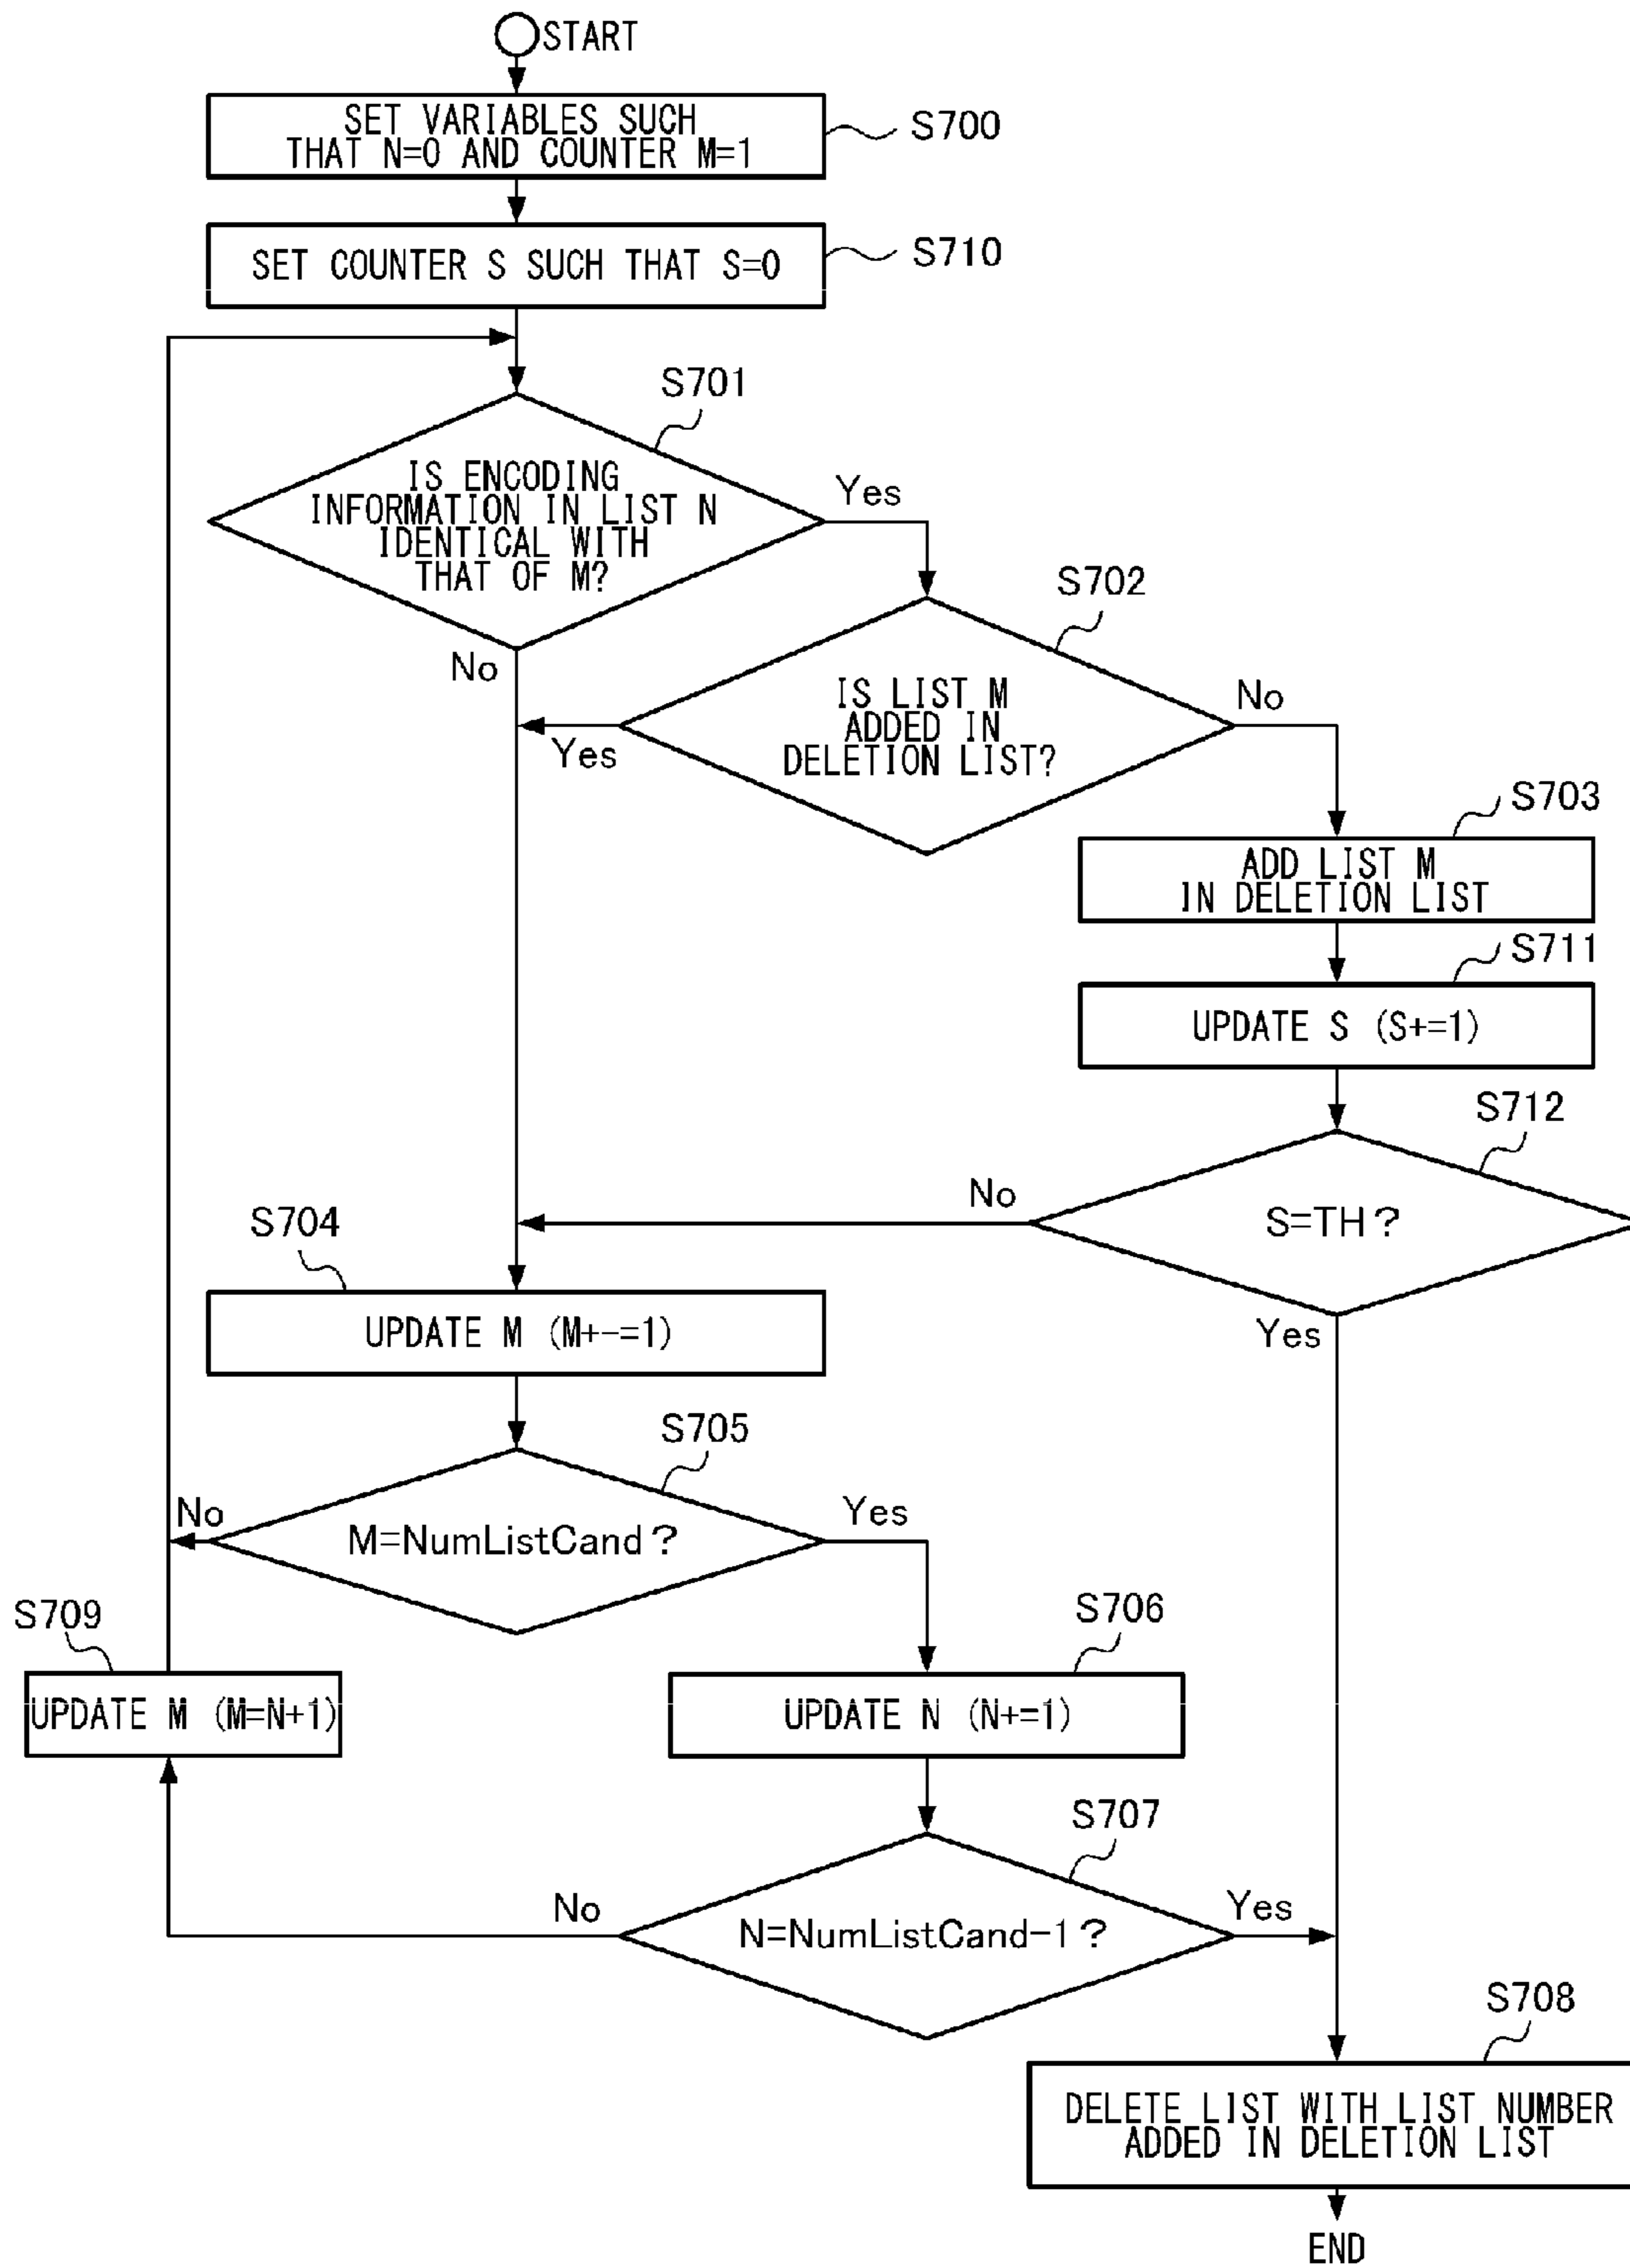 START
SET VARIABLES SUCH
THAT N=0 AND COUNTER M=1
S700
SET COUNTER S SUCH THAT S=0
S710
S701
IS ENCODING
INFORMATION IN LIST N
IDENTICAL WITH
THAT OF M?
Yes
No
S702
IS LIST M
ADDED IN
DELETION LIST?
No
Yes
S703
ADD LIST M
IN DELETION LIST
S711
UPDATE S (S+=1)
S712
S=TH?
No
Yes
S704
UPDATE M (M+-=1)
S705
M=NumListCand?
No
Yes
S709
UPDATE M (M=N+1)
S706
UPDATE N (N+=1)
S707
N=NumListCand-1?
No
Yes
S708
DELETE LIST WITH LIST NUMBER
ADDED IN DELETION LIST
END